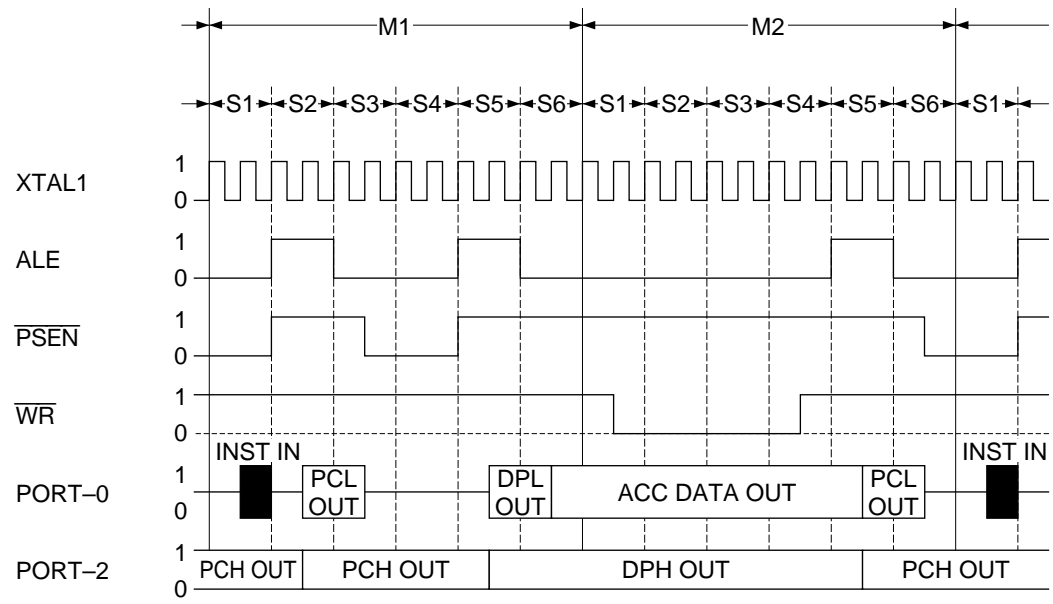 M1 M2
S1 S2 S3 S4 S5 S6 S1 S2 S3 S4 S5 S6 S1
XTAL1 1 0
ALE 1 0
PSEN 1 0
WR 1 0
INST IN INST IN
PORT–0 1 0 PCL OUT DPL OUT ACC DATA OUT PCL OUT
PORT–2 1 0 PCH OUT PCH OUT DPH OUT PCH OUT